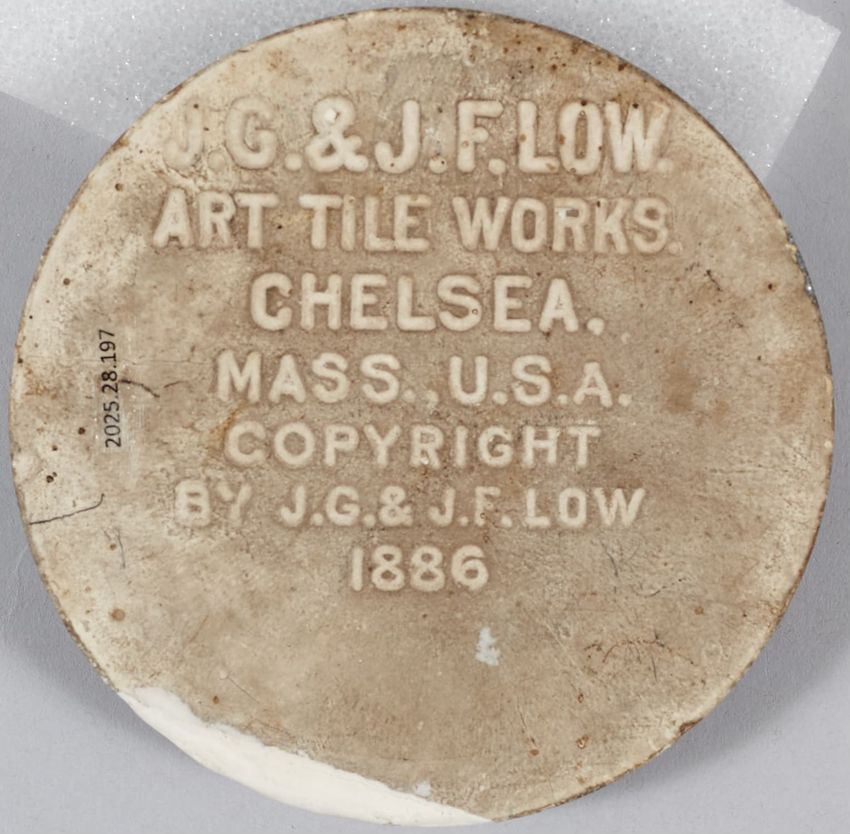 J.G.&J.F.LOW.
ART TILE WORKS.
CHELSEA.
MASS.,U.S.A.
COPYRIGHT
BY J.G.& J.F.LOW
1886
2025.28.197